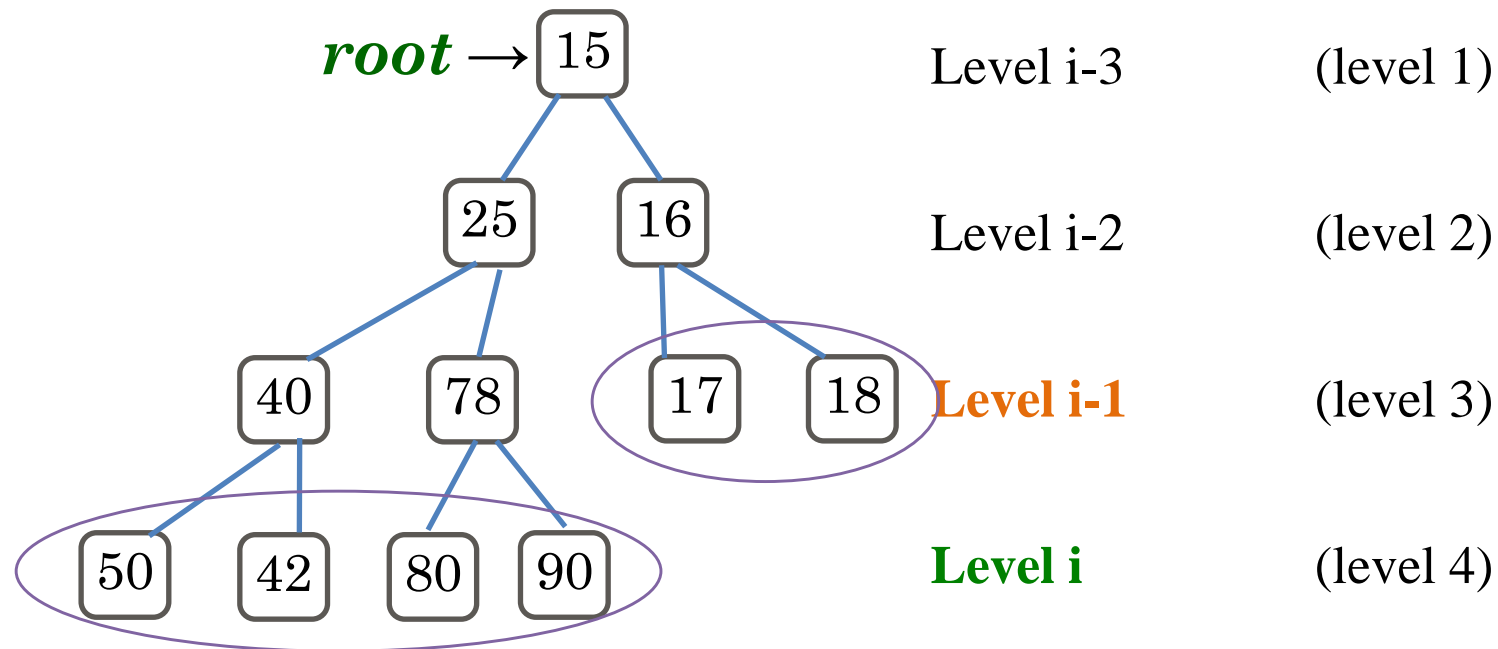 root → 15 Level i-3 (level 1)
25 16 Level i-2 (level 2)
40 78 17 18 Level i-1 (level 3)
50 42 80 90 Level i (level 4)